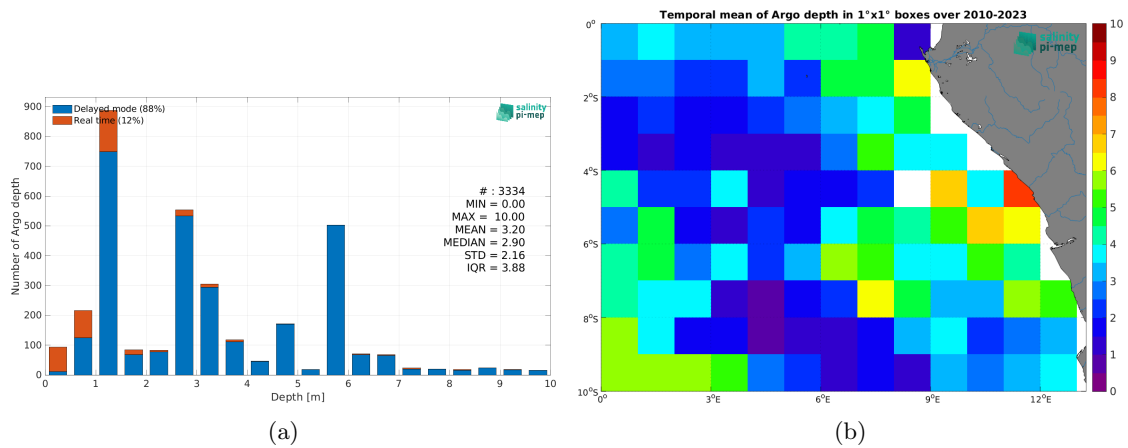 Delayed mode (88%)
Real time (12%)
salinity
pi-mep
900
800
700
600
500
400
300
200
100
0
Number of Argo depth
# : 3334
MIN = 0.00
MAX = 10.00
MEAN = 3.20
MEDIAN = 2.90
STD = 2.16
IQR = 3.88
0 1 2 3 4 5 6 7 8 9 10
Depth [m]
(a)
Temporal mean of Argo depth in 1°x1° boxes over 2010-2023
salinity
pi-mep
0°
2°S
4°S
6°S
8°S
10°S
0° 3°E 6°E 9°E 12°E
10
9
8
7
6
5
4
3
2
1
0
(b)